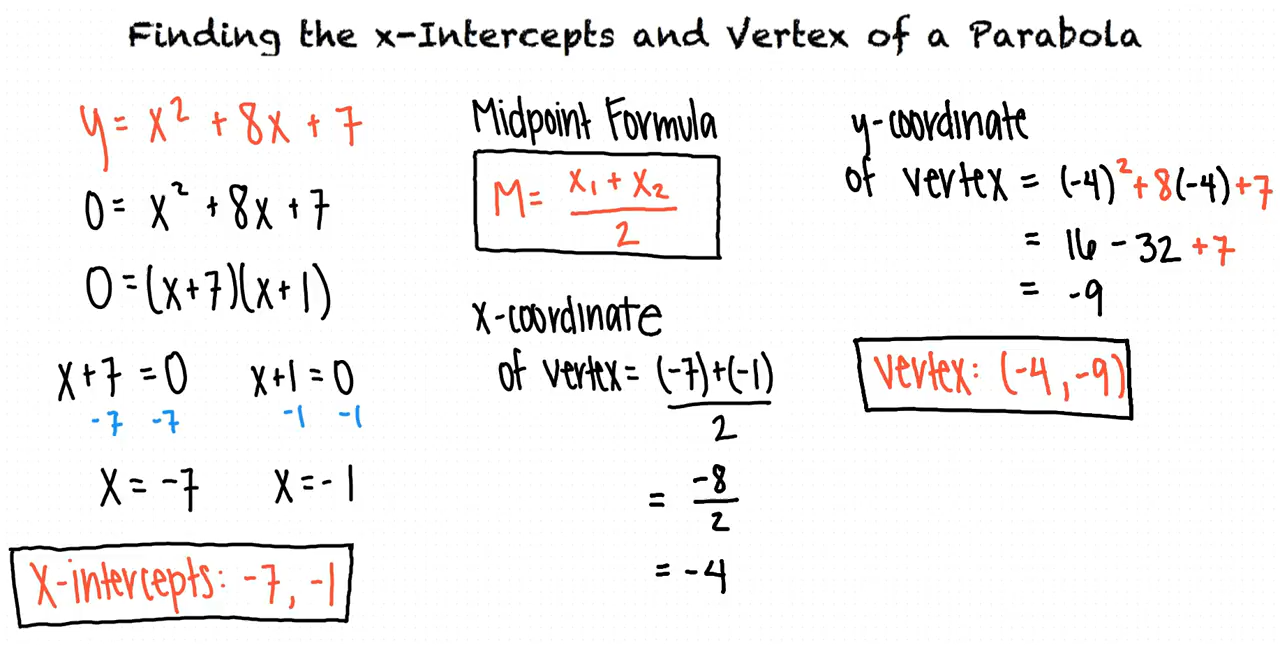 Finding the x-Intercepts and Vertex of a Parabola
y = x² + 8x + 7
0 = x² + 8x + 7
0 = (x+7)(x+1)
x+7 = 0 x+1 = 0
-7 -7 -1 -1
x = -7 x = -1
x-intercepts: -7, -1
Midpoint Formula
M = (x₁ + x₂)/2
x-coordinate
of vertex = ((-7)+(-1))/2
= -8/2
= -4
y-coordinate
of vertex = (-4)² + 8(-4) + 7
= 16 - 32 + 7
= -9
vertex: (-4, -9)